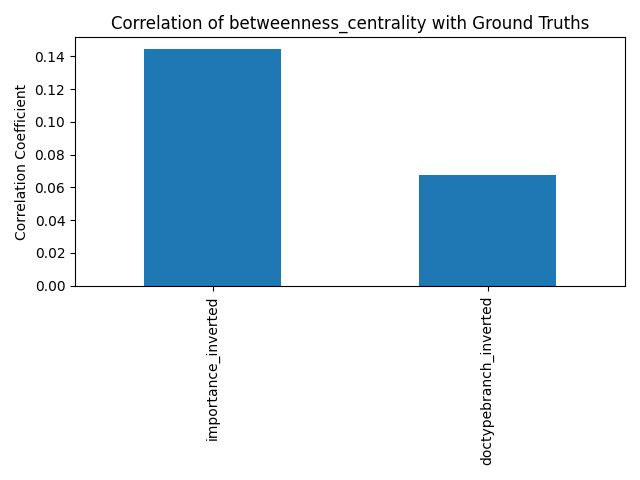 Correlation of betweenness_centrality with Ground Truths
Correlation Coefficient
0.14
0.12
0.10
0.08
0.06
0.04
0.02
0.00
importance_inverted
doctypebranch_inverted